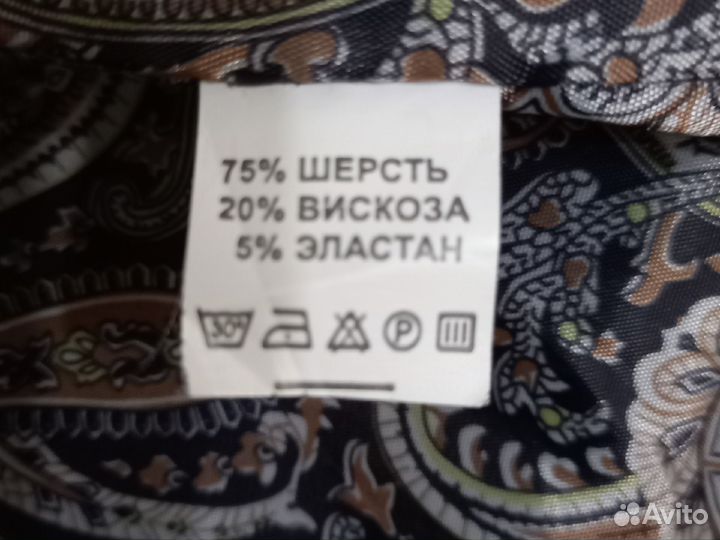 75% ШЕРСТЬ
20% ВИСКОЗА
5% ЭЛАСТАН
30°
P
Avito